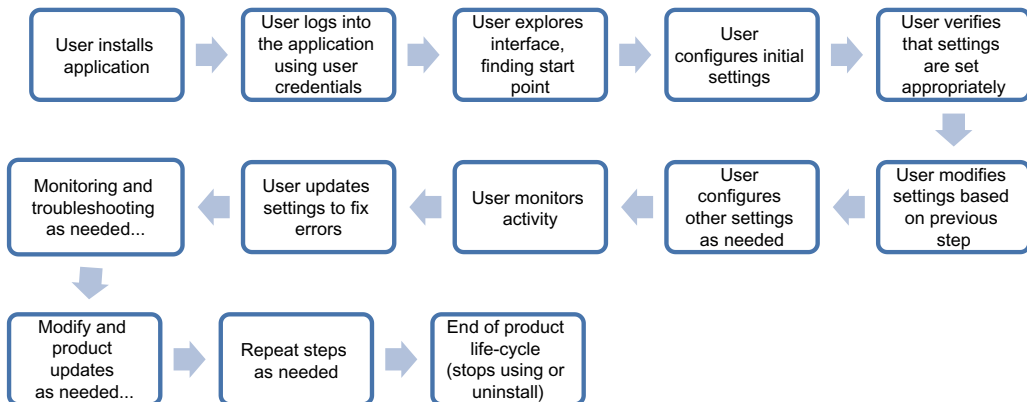 User installs
application
User logs into
the application
using user
credentials
User explores
interface,
finding start
point
User
configures initial
settings
User verifies
that settings
are set
appropriately
User modifies
settings based
on previous
step
User
configures
other settings
as needed
User monitors
activity
User updates
settings to fix
errors
Monitoring and
troubleshooting
as needed...
Modify and
product
updates
as needed...
Repeat steps
as needed
End of product
life-cycle
(stops using or
uninstall)